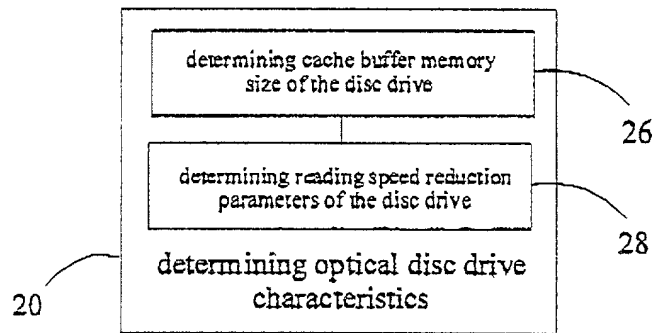 determining cache buffer memory
size of the disc drive
26
determining reading speed reduction
parameters of the disc drive
28
determining optical disc drive
characteristics
20